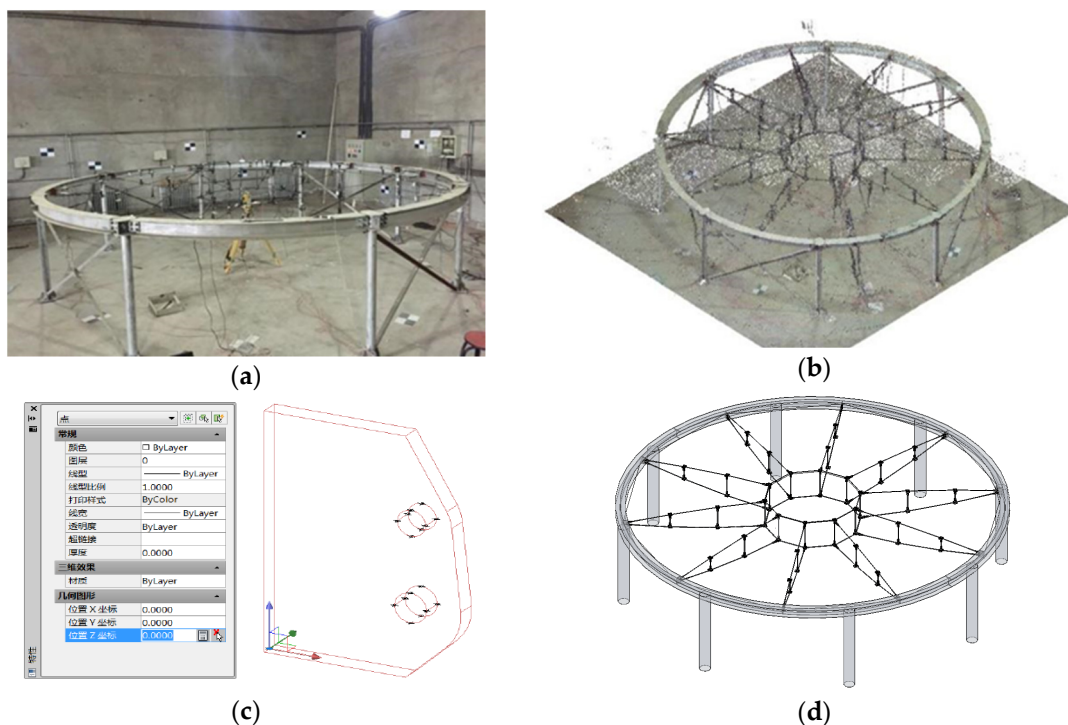 (a)
(b)
点
常规
颜色 ByLayer
图层 0
线型 ByLayer
线型比例 1.0000
打印样式 ByColor
线宽 ByLayer
透明度 ByLayer
超链接
厚度 0.0000
三维效果
材质 ByLayer
几何图形
位置 X 坐标 0.0000
位置 Y 坐标 0.0000
位置 Z 坐标 0.0000
特性
(c)
(d)